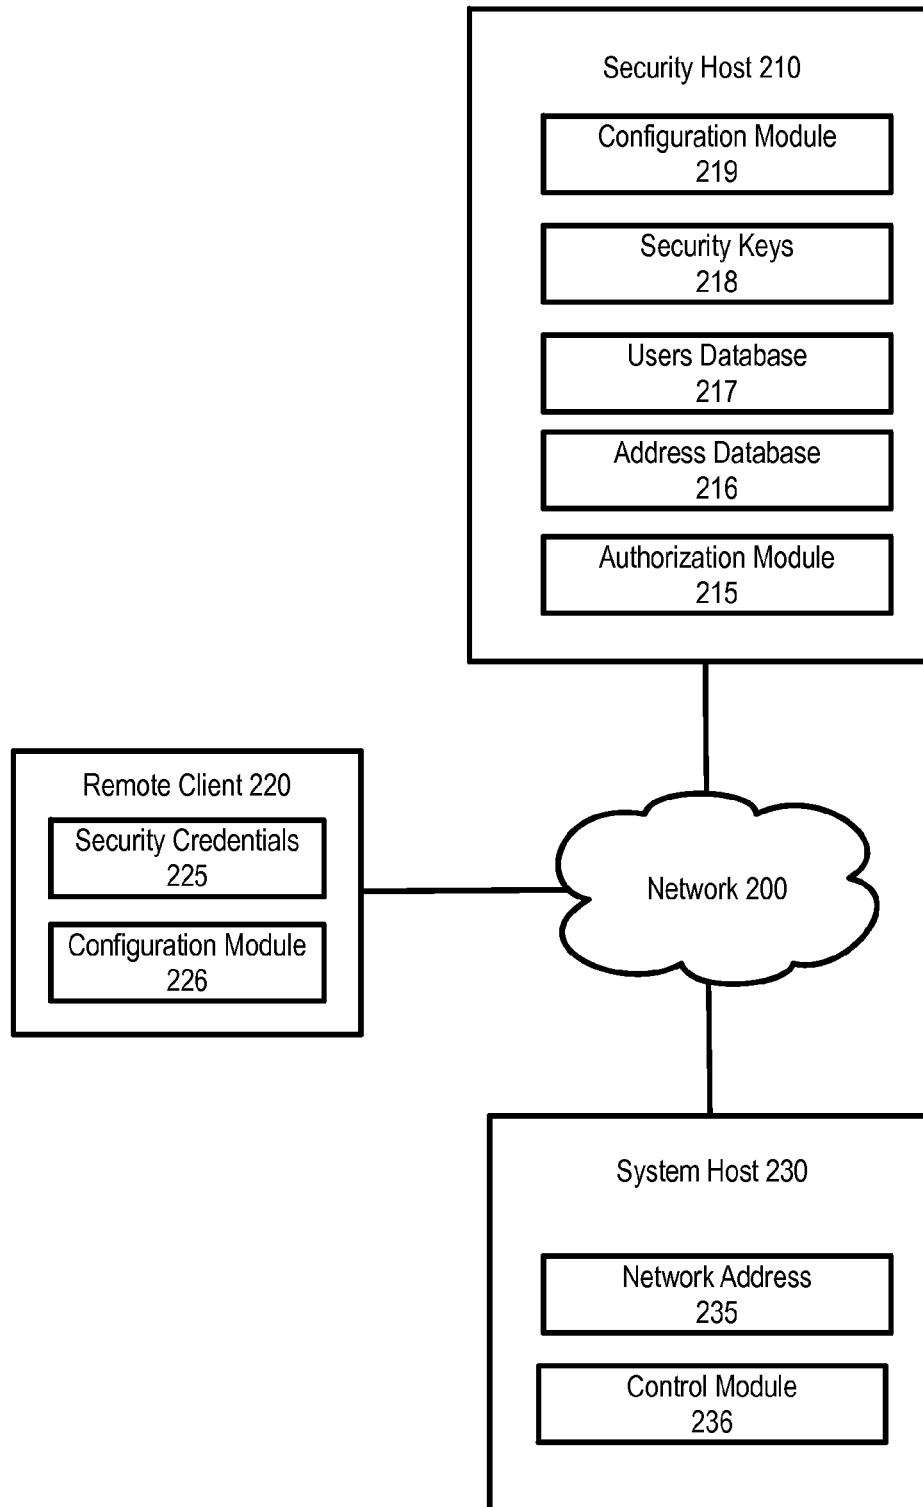 Security Host 210
Configuration Module
219
Security Keys
218
Users Database
217
Address Database
216
Authorization Module
215
Remote Client 220
Security Credentials
225
Configuration Module
226
Network 200
System Host 230
Network Address
235
Control Module
236